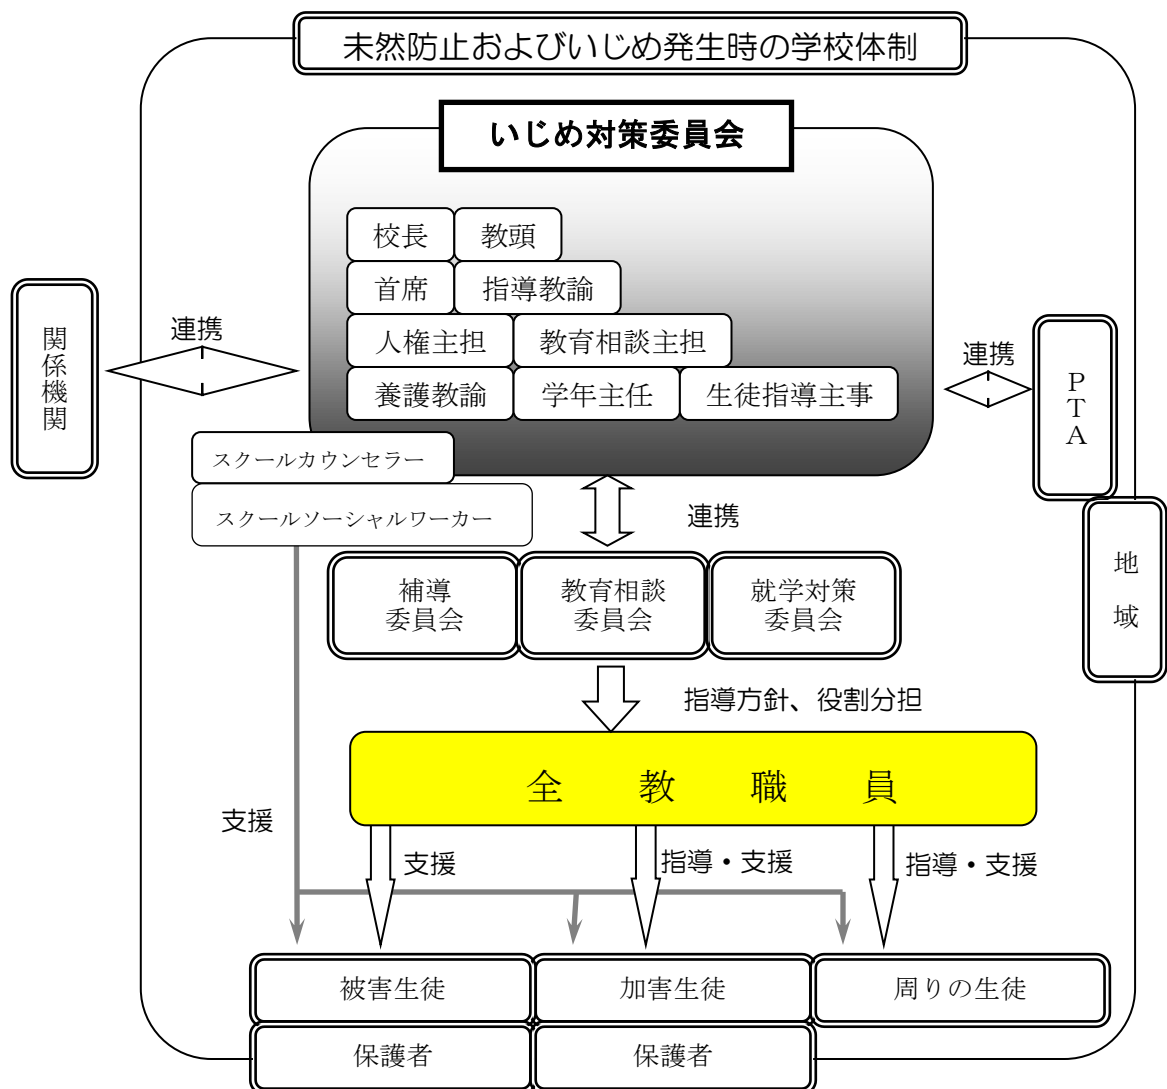 未然防止およびいじめ発生時の学校体制
いじめ対策委員会
校長
教頭
首席
指導教諭
人権主担
教育相談主担
養護教諭
学年主任
生徒指導主事
スクールカウンセラー
スクールソーシャルワーカー
関係機関
連携
連携
PTA
地域
連携
補導
委員会
教育相談
委員会
就学対策
委員会
指導方針、役割分担
全教職員
支援
支援
指導・支援
指導・支援
被害生徒
加害生徒
周りの生徒
保護者
保護者